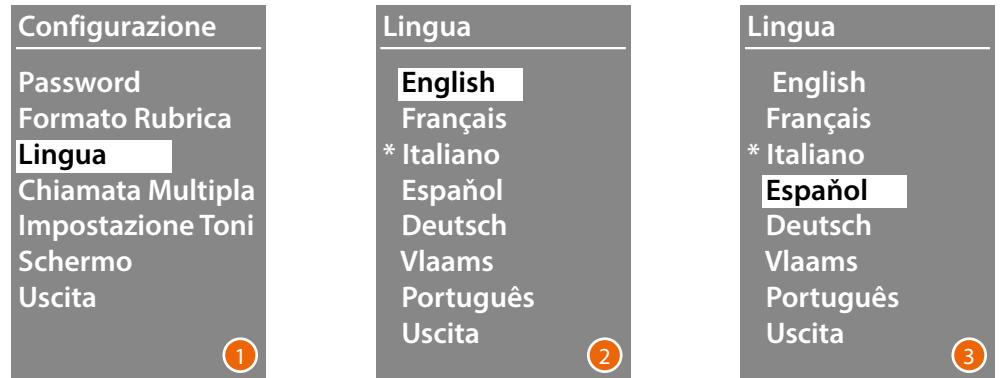 Configurazione
Password
Formato Rubrica
Lingua
Chiamata Multipla
Impostazione Toni
Schermo
Uscita
1
Lingua
English
Français
* Italiano
Espaňol
Deutsch
Vlaams
Português
Uscita
2
Lingua
English
Français
* Italiano
Espaňol
Deutsch
Vlaams
Português
Uscita
3